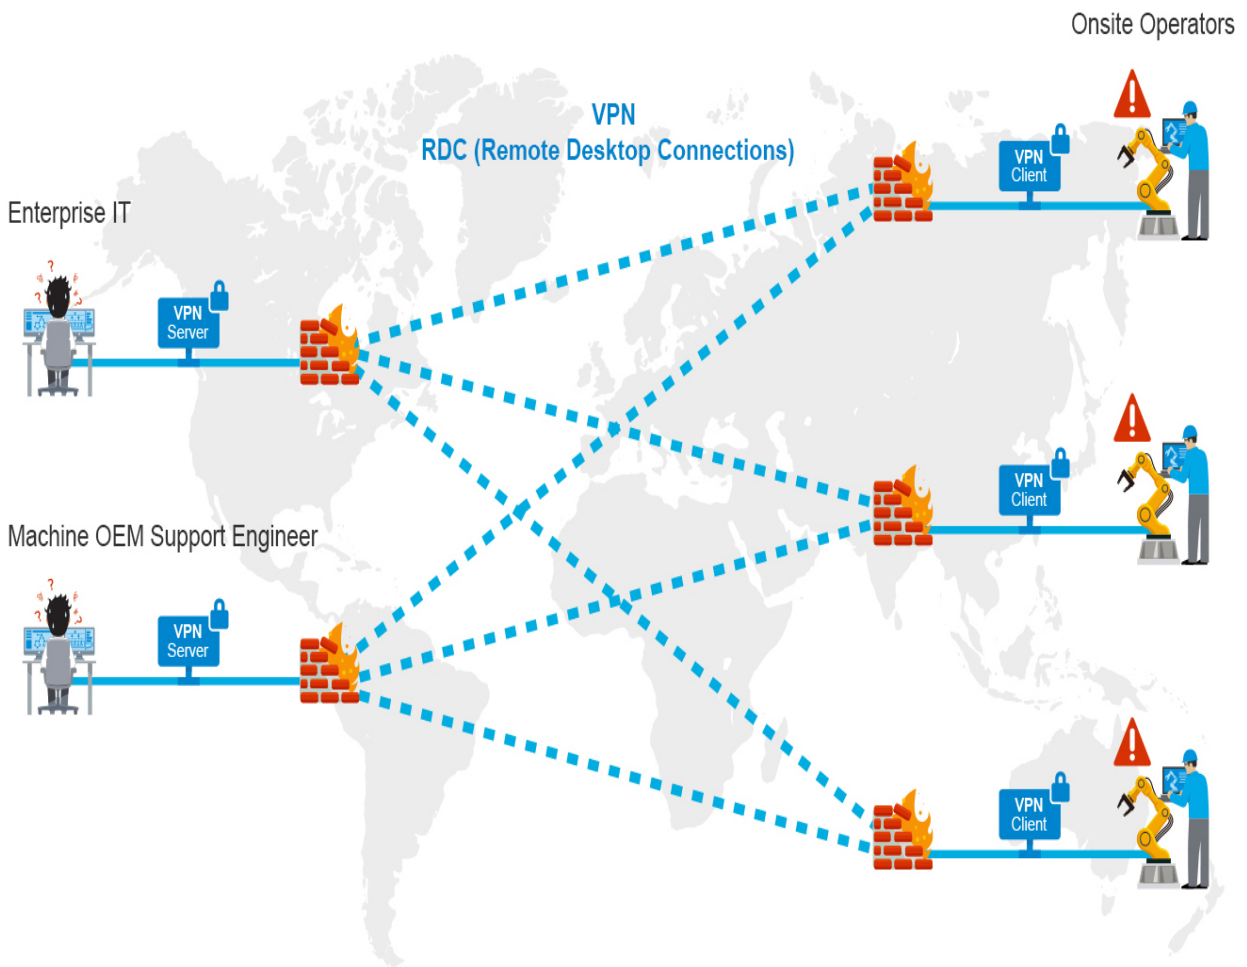 Onsite Operators
VPN
RDC (Remote Desktop Connections)
VPN
Client
Enterprise IT
VPN
Server
VPN
Client
Machine OEM Support Engineer
VPN
Server
VPN
Client